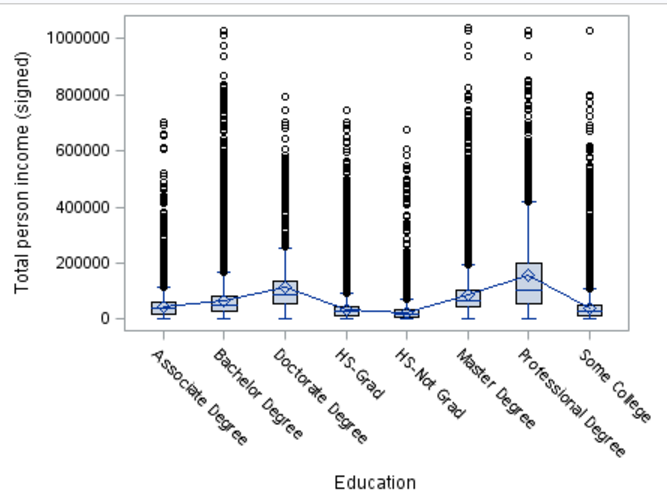 Total person income (signed)
1000000
800000
600000
400000
200000
0
Associate Degree
Bachelor Degree
Doctorate Degree
HS-Grad
HS-Not Grad
Master Degree
Professional Degree
Some College
Education